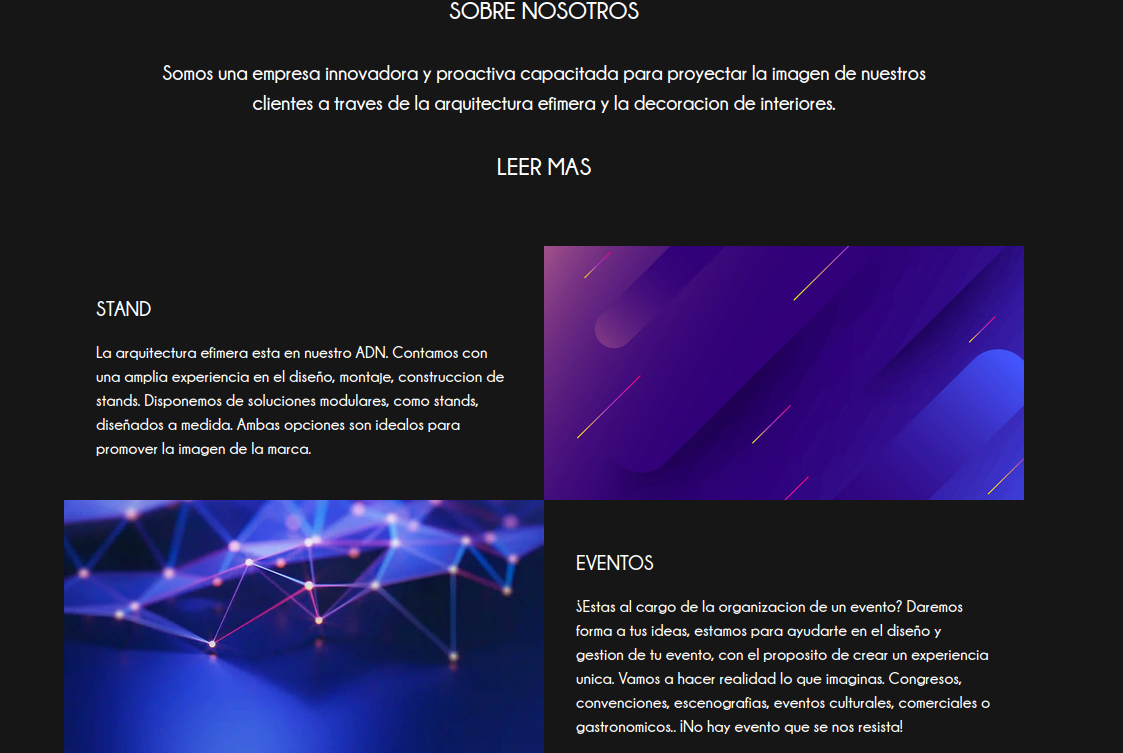 SOBRE NOSOTROS
Somos una empresa innovadora y proactiva capacitada para proyectar la imagen de nuestros
clientes a traves de la arquitectura efimera y la decoracion de interiores.
LEER MAS
STAND
La arquitectura efimera esta en nuestro ADN. Contamos con
una amplia experiencia en el diseño, montaje, construccion de
stands. Disponemos de soluciones modulares, como stands,
diseñados a medida. Ambas opciones son idealos para
promover la imagen de la marca.
EVENTOS
¿Estas al cargo de la organizacion de un evento? Daremos
forma a tus ideas, estamos para ayudarte en el diseño y
gestion de tu evento, con el proposito de crear un experiencia
unica. Vamos a hacer realidad lo que imaginas. Congresos,
convenciones, escenografias, eventos culturales, comerciales o
gastronomicos.. ¡No hay evento que se nos resista!